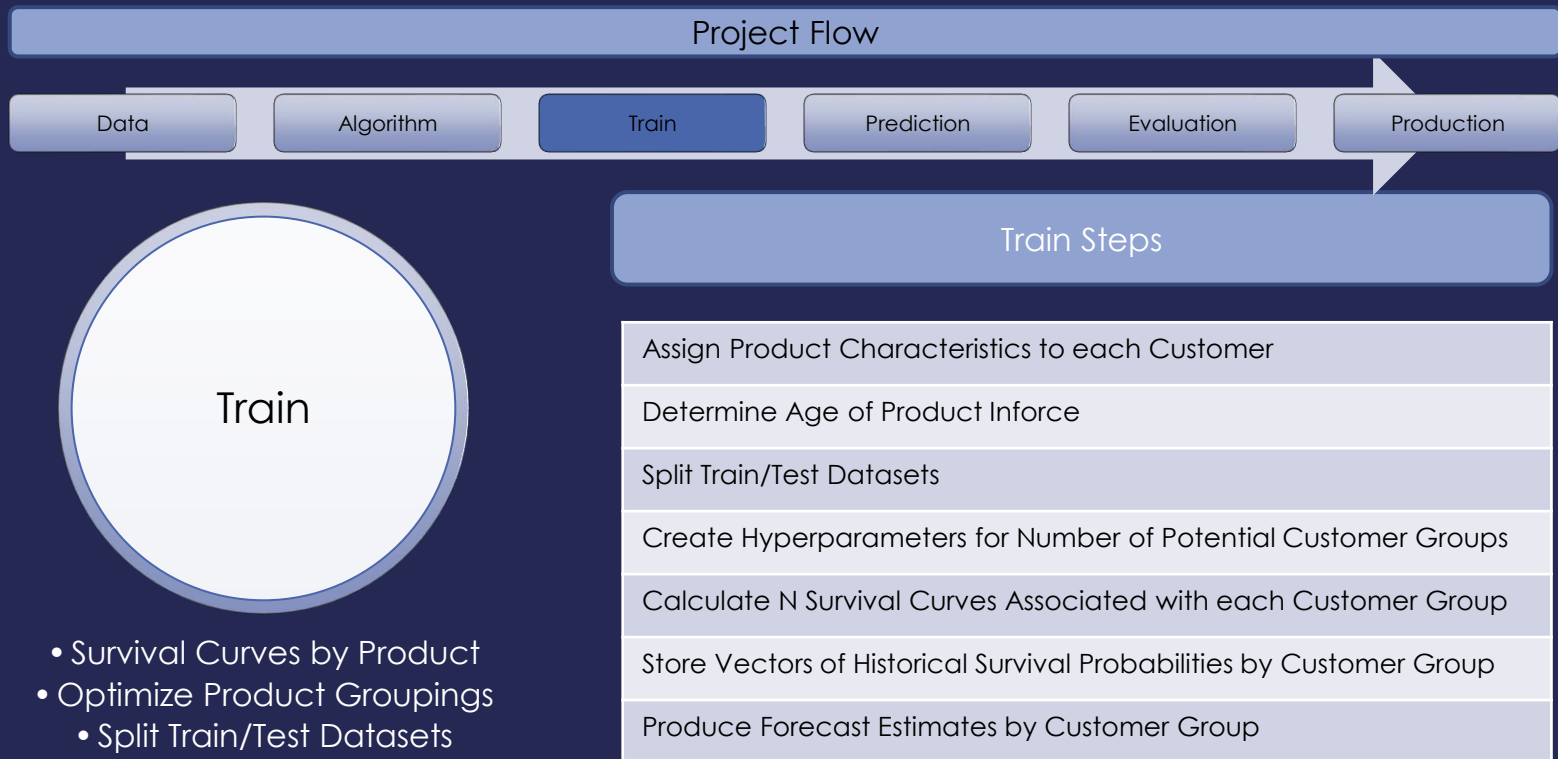 Project Flow
Data
Algorithm
Train
Prediction
Evaluation
Production
Train
• Survival Curves by Product
• Optimize Product Groupings
• Split Train/Test Datasets
Train Steps
Assign Product Characteristics to each Customer
Determine Age of Product Inforce
Split Train/Test Datasets
Create Hyperparameters for Number of Potential Customer Groups
Calculate N Survival Curves Associated with each Customer Group
Store Vectors of Historical Survival Probabilities by Customer Group
Produce Forecast Estimates by Customer Group